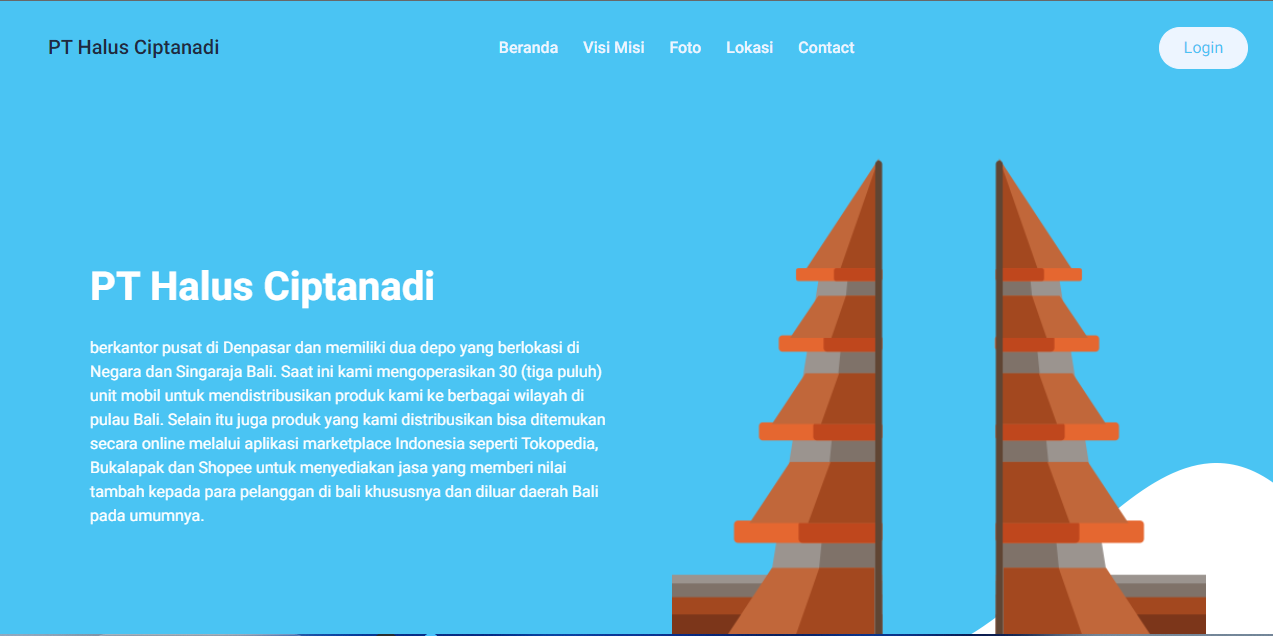 PT Halus Ciptanadi
Beranda Visi Misi Foto Lokasi Contact
Login
PT Halus Ciptanadi
berkantor pusat di Denpasar dan memiliki dua depo yang berlokasi di
Negara dan Singaraja Bali. Saat ini kami mengoperasikan 30 (tiga puluh)
unit mobil untuk mendistribusikan produk kami ke berbagai wilayah di
pulau Bali. Selain itu juga produk yang kami distribusikan bisa ditemukan
secara online melalui aplikasi marketplace Indonesia seperti Tokopedia,
Bukalapak dan Shopee untuk menyediakan jasa yang memberi nilai
tambah kepada para pelanggan di bali khususnya dan diluar daerah Bali
pada umumnya.